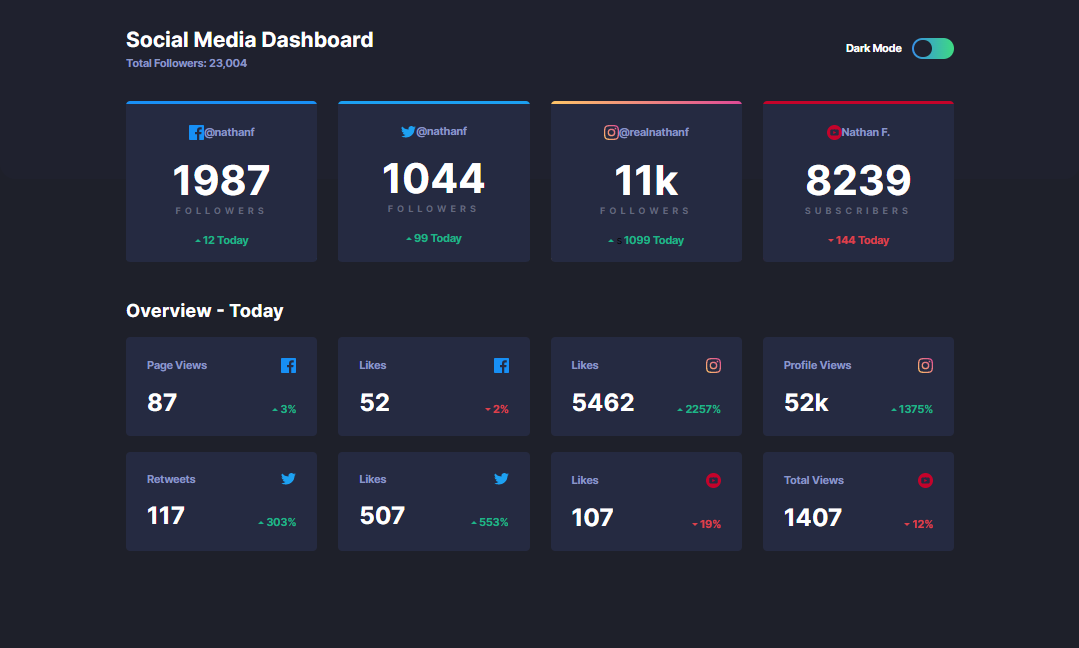 Social Media Dashboard
Total Followers: 23,004
Dark Mode
@nathanf
1987
FOLLOWERS
12 Today
@nathanf
1044
FOLLOWERS
99 Today
@realnathanf
11k
FOLLOWERS
1099 Today
Nathan F.
8239
SUBSCRIBERS
144 Today
Overview - Today
Page Views
87
3%
Likes
52
2%
Likes
5462
2257%
Profile Views
52k
1375%
Retweets
117
303%
Likes
507
553%
Likes
107
19%
Total Views
1407
12%